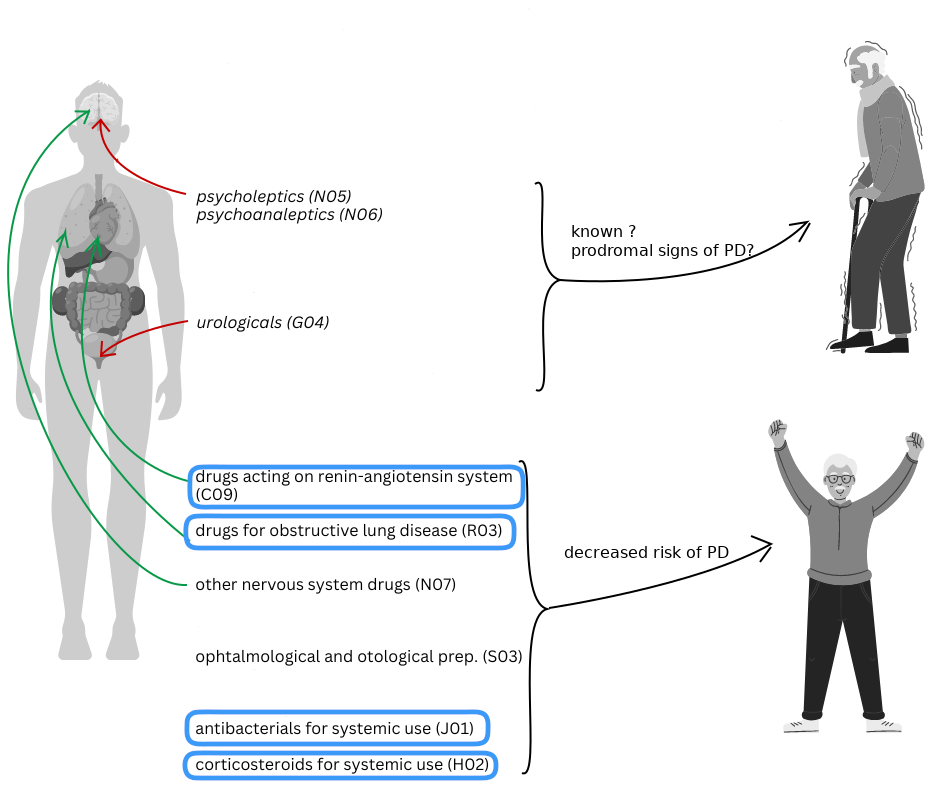 psycholeptics (N05)
psychoanaleptics (N06)
known ?
prodromal signs of PD?
urologicals (G04)
drugs acting on renin-angiotensin system
(C09)
drugs for obstructive lung disease (R03)
decreased risk of PD
other nervous system drugs (N07)
ophtalmological and otological prep. (S03)
antibacterials for systemic use (J01)
corticosteroids for systemic use (H02)